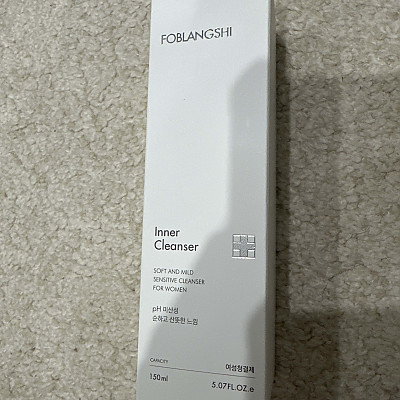 FOBLANGSHI
Inner
Cleanser
SOFT AND MILD
SENSITIVE CLEANSER
FOR WOMEN
pH 미산성
순하고 산뜻한 느낌
CAPACITY
여성청결제
150ml
5.07FL.OZ.e